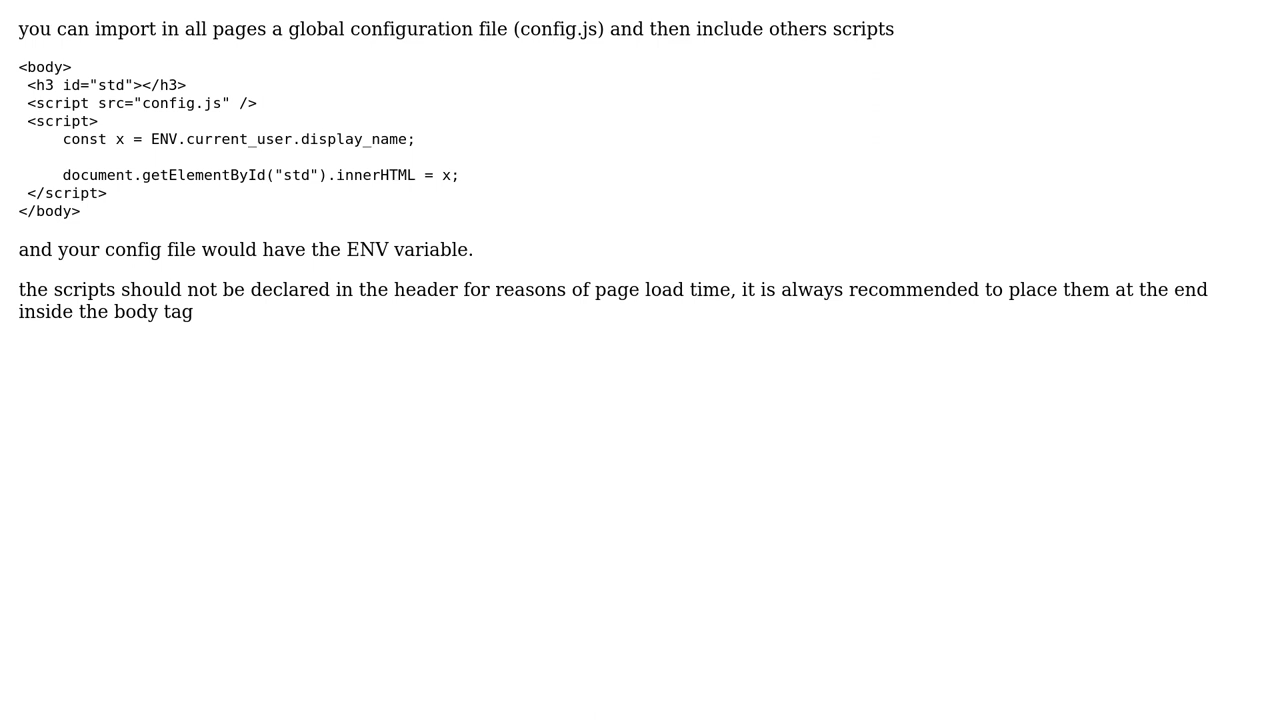 you can import in all pages a global configuration file (config.js) and then include others scripts
<body>
 <h3 id="std"></h3>
 <script src="config.js" />
 <script>
     const x = ENV.current_user.display_name;

     document.getElementById("std").innerHTML = x;
 </script>
</body>
and your config file would have the ENV variable.
the scripts should not be declared in the header for reasons of page load time, it is always recommended to place them at the end
inside the body tag